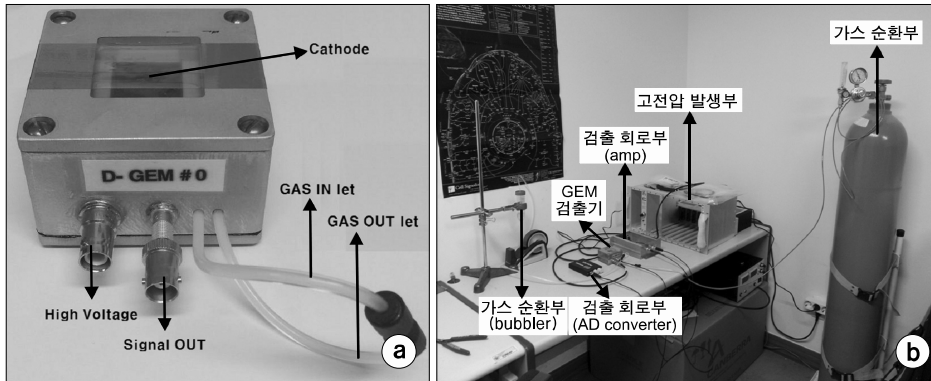 Cathode
D- GEM # 0
GAS IN let
GAS OUT let
High Voltage
Signal OUT
a
가스 순환부
고전압 발생부
검출 회로부
(amp)
GEM
검출기
가스 순환부
(bubbler)
검출 회로부
(AD converter)
b